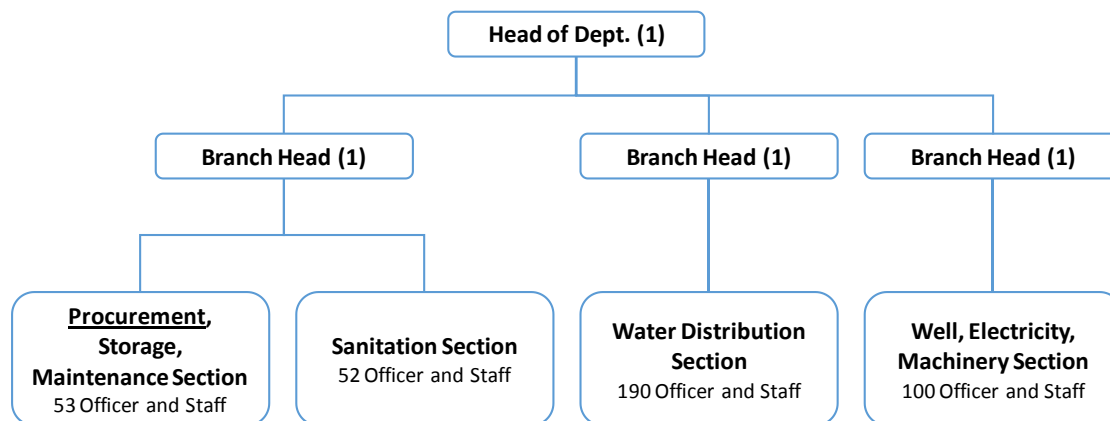 Head of Dept. (1)
Branch Head (1)
Branch Head (1)
Branch Head (1)
Procurement,
Storage,
Maintenance Section
53 Officer and Staff
Sanitation Section
52 Officer and Staff
Water Distribution
Section
190 Officer and Staff
Well, Electricity,
Machinery Section
100 Officer and Staff